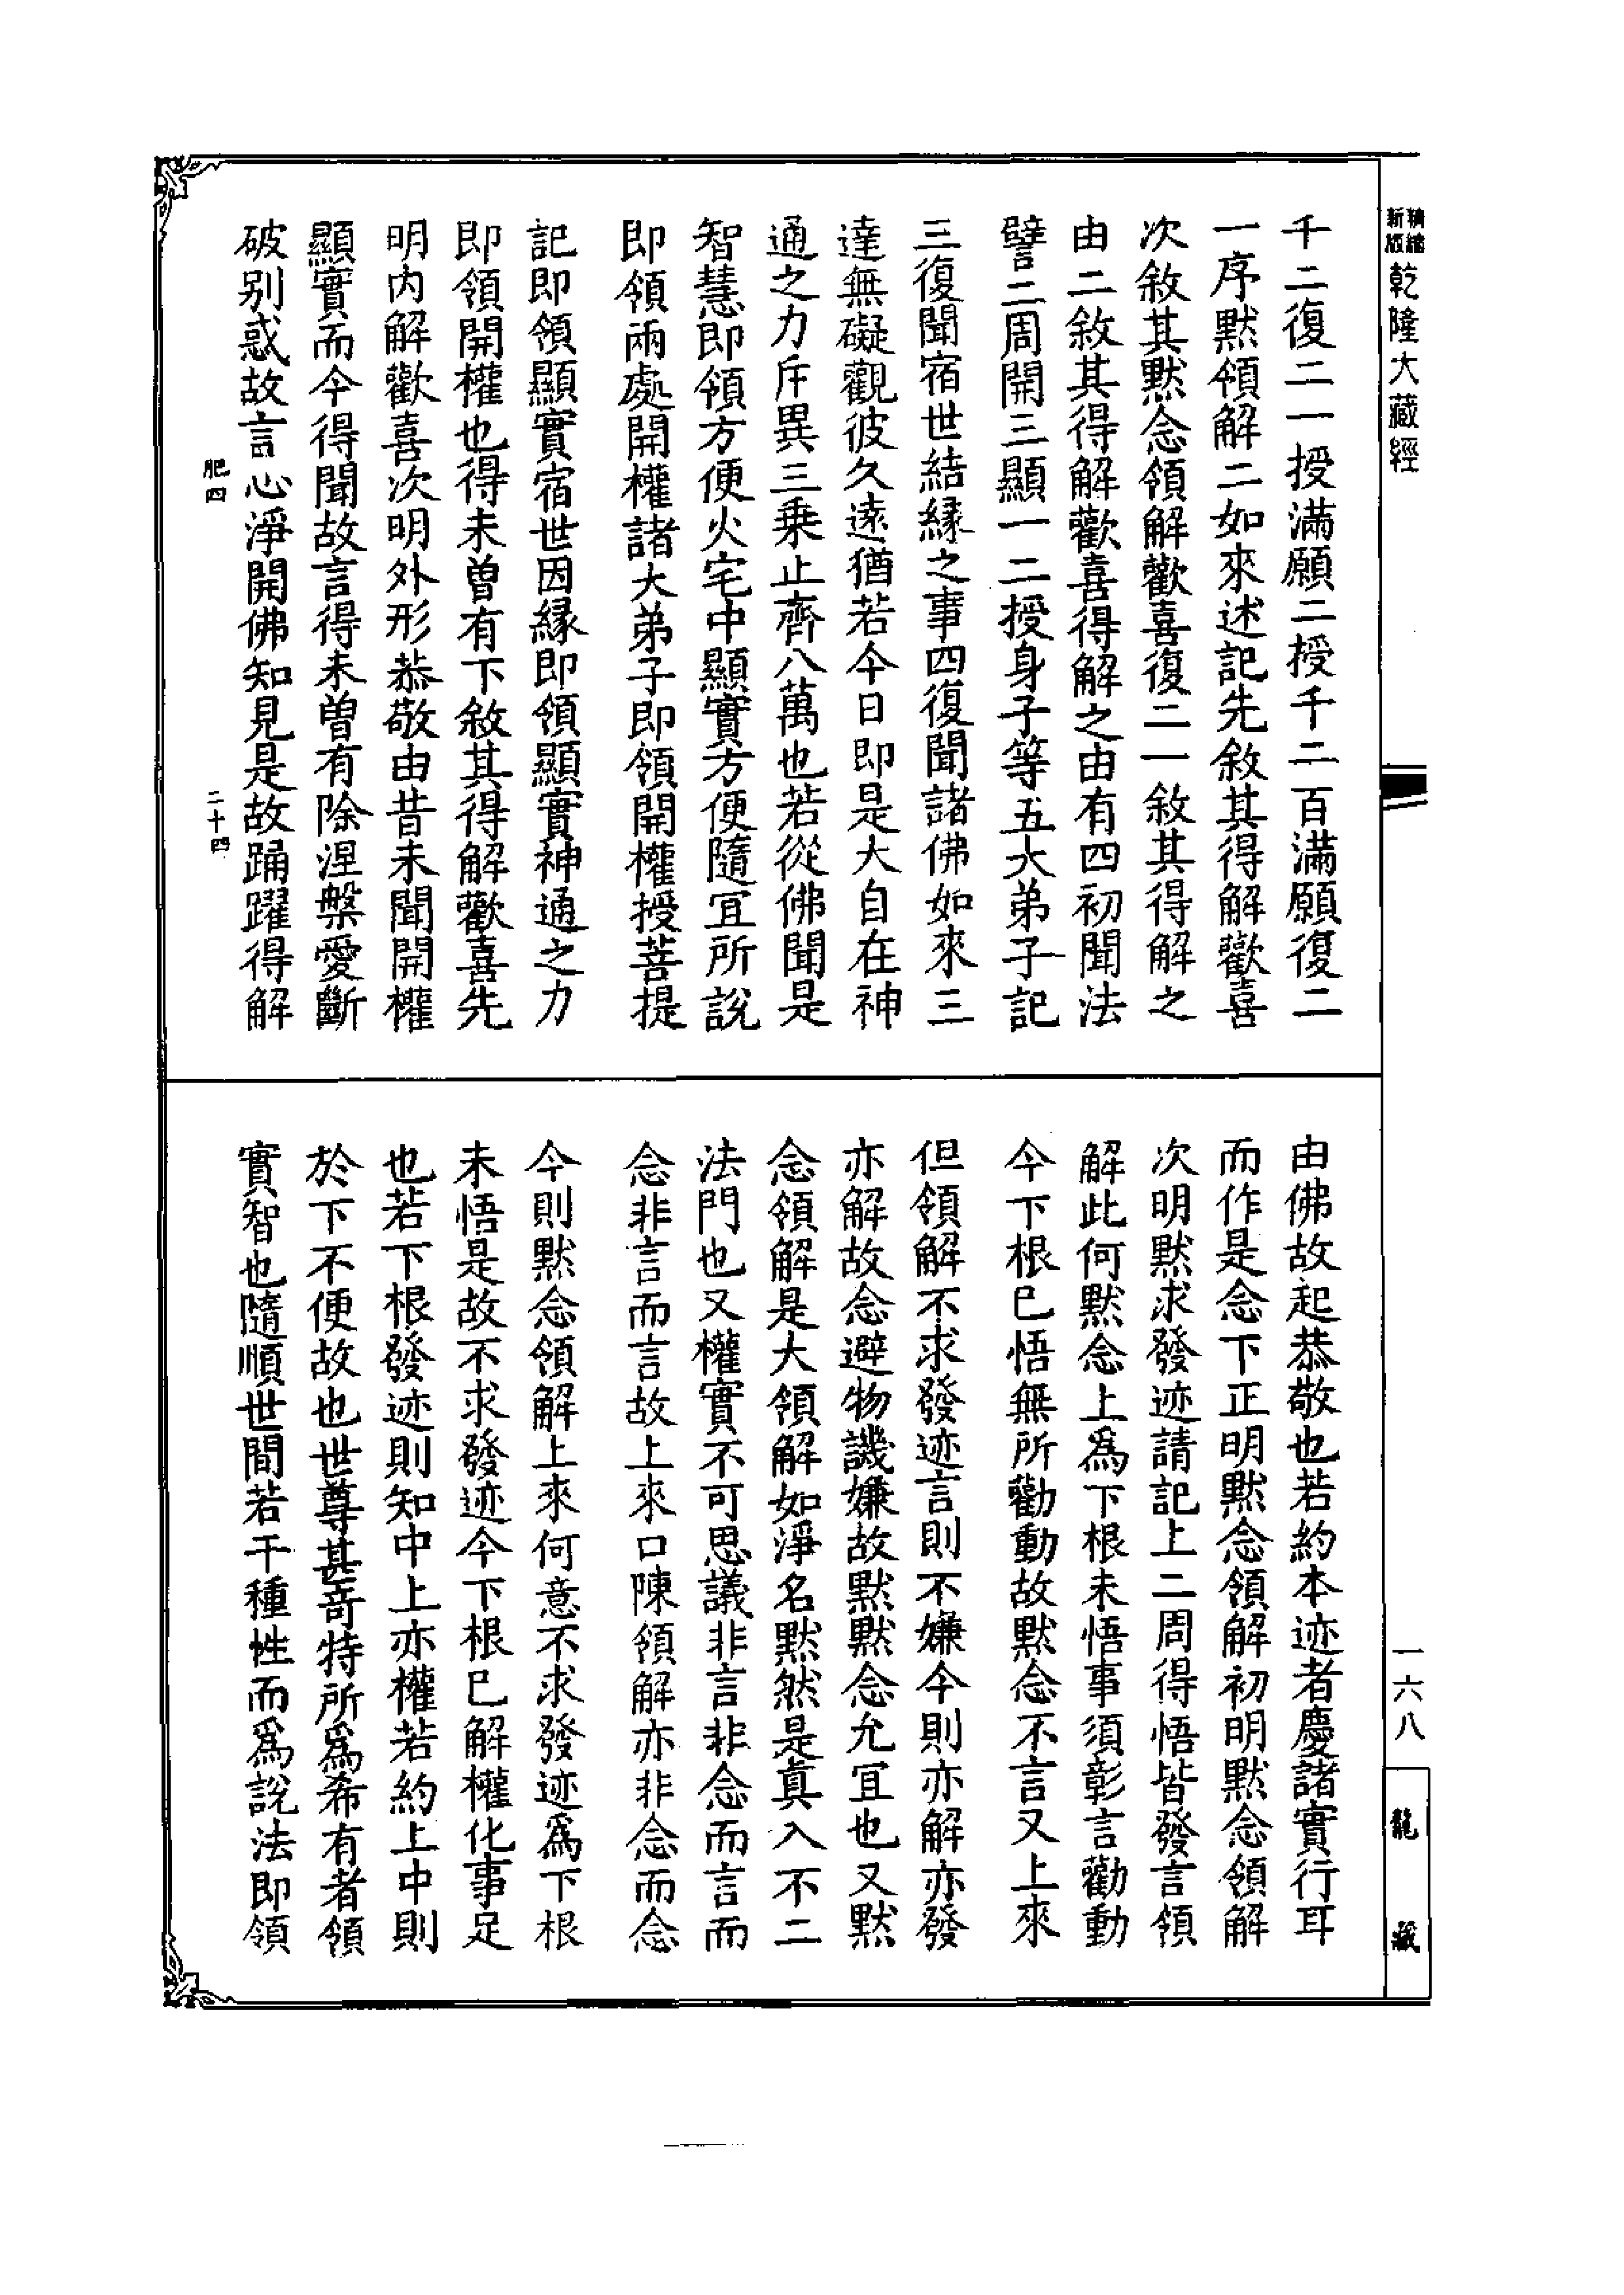 精縮新版
乾隆大藏經
千二復二一授滿願二授千二百滿願復二
一序默領解二如來述記先敘其得解歡喜
次敘其默念領解歡喜復二一敘其得解之
由二敘其得解歡喜得解之由有四初聞法
譬二周開三顯一二授身子等五大弟子記
三復聞宿世結緣之事四復聞諸佛如來三
達無礙觀彼久遠猶若今日即是大自在神
通之力斥異三乗止齊八萬也若從佛聞是
智慧即領方便火宅中顯實方便隨宜所說
即領兩處開權諸大弟子即領開權授菩提
記即領顯實宿世因緣即領顯實神通之力
即領開權也得未曾有下敘其得解歡喜先
明內解歡喜次明外形恭敬由昔未聞開權
顯實而今得聞故言得未曾有除涅槃愛斷
破别惑故言心淨開佛知見是故踊躍得解
肥四
二十四
由佛故起恭敬也若約本迹者慶諸實行耳
而作是念下正明默念領解初明默念領解
次明默求發迹請記上二周得悟皆發言領
解此何默念上爲下根未悟事須彰言勸動
今下根巳悟無所勸動故默念不言又上來
但領解不求發迹言則不嫌今則亦解亦發
亦解故念避物譏嫌故默默念允宜也又默
念領解是大領解如淨名默然是真入不二
法門也又權實不可思議非言非念而言而
念非言而言故上來口陳領解亦非念而念
今則默念領解上來何意不求發迹爲下根
未悟是故不求發迹今下根巳解權化事足
也若下根發迹則知中上亦權若約上中則
於下不便故也世尊甚奇特所爲希有者領
實智也隨順世間若干種性而爲說法即領
一六八
龍藏